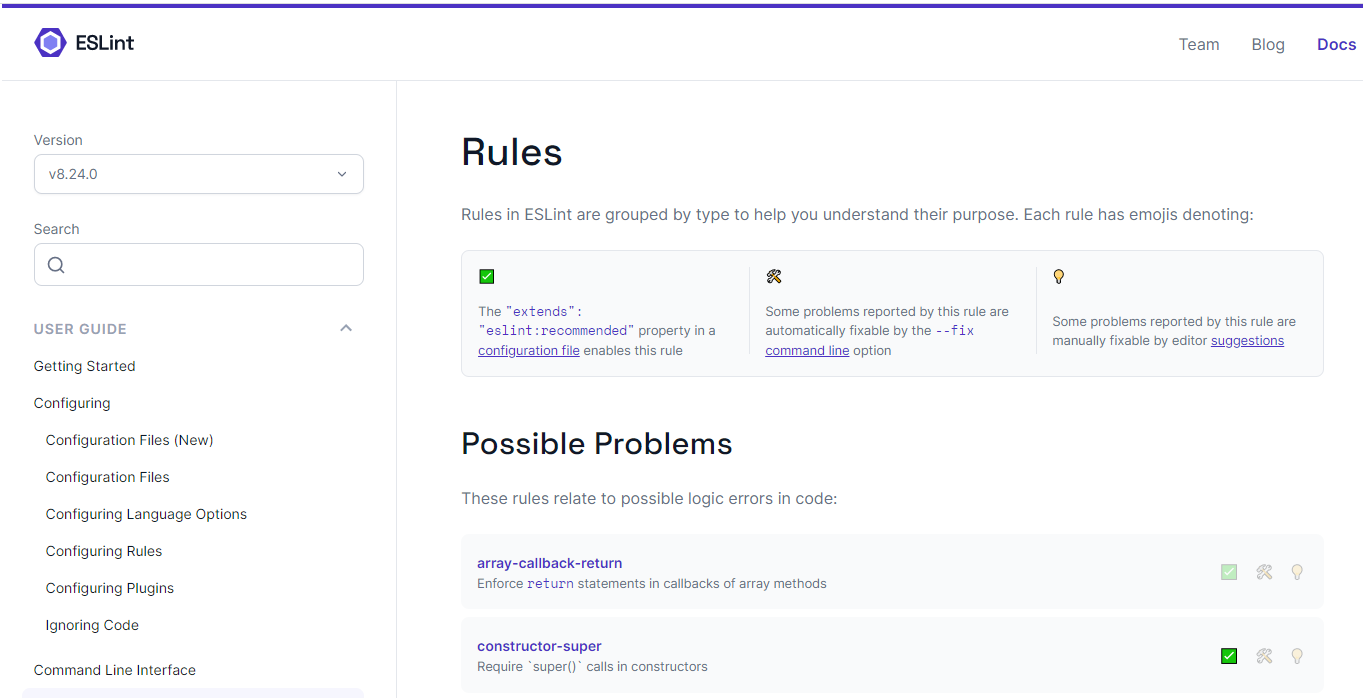 ESLint
Team Blog Docs
Version
v8.24.0
Search
USER GUIDE
Getting Started
Configuring
Configuration Files (New)
Configuration Files
Configuring Language Options
Configuring Rules
Configuring Plugins
Ignoring Code
Command Line Interface
Rules
Rules in ESLint are grouped by type to help you understand their purpose. Each rule has emojis denoting:
The "extends":
"eslint:recommended" property in a
configuration file enables this rule
Some problems reported by this rule are
automatically fixable by the --fix
command line option
Some problems reported by this rule are
manually fixable by editor suggestions
Possible Problems
These rules relate to possible logic errors in code:
array-callback-return
Enforce return statements in callbacks of array methods
constructor-super
Require `super()` calls in constructors